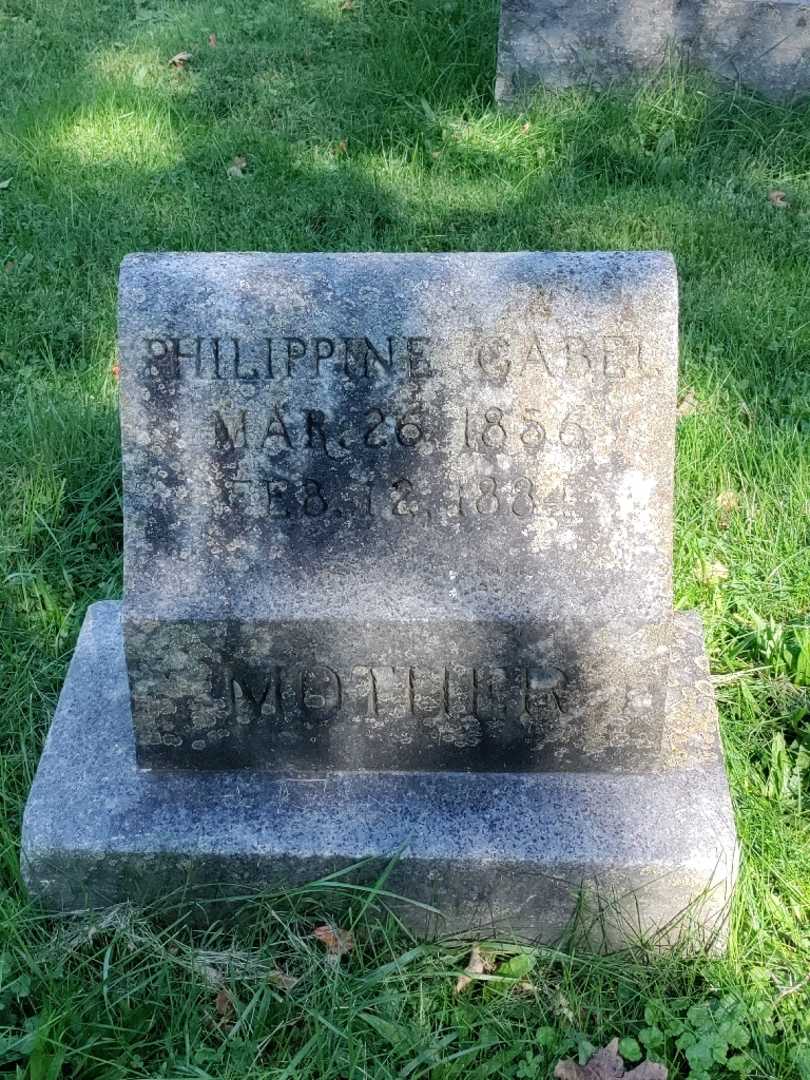 PHILIPPINE GABEL
MAR. 26, 1856
FEB. 12, 1884
MOTHER